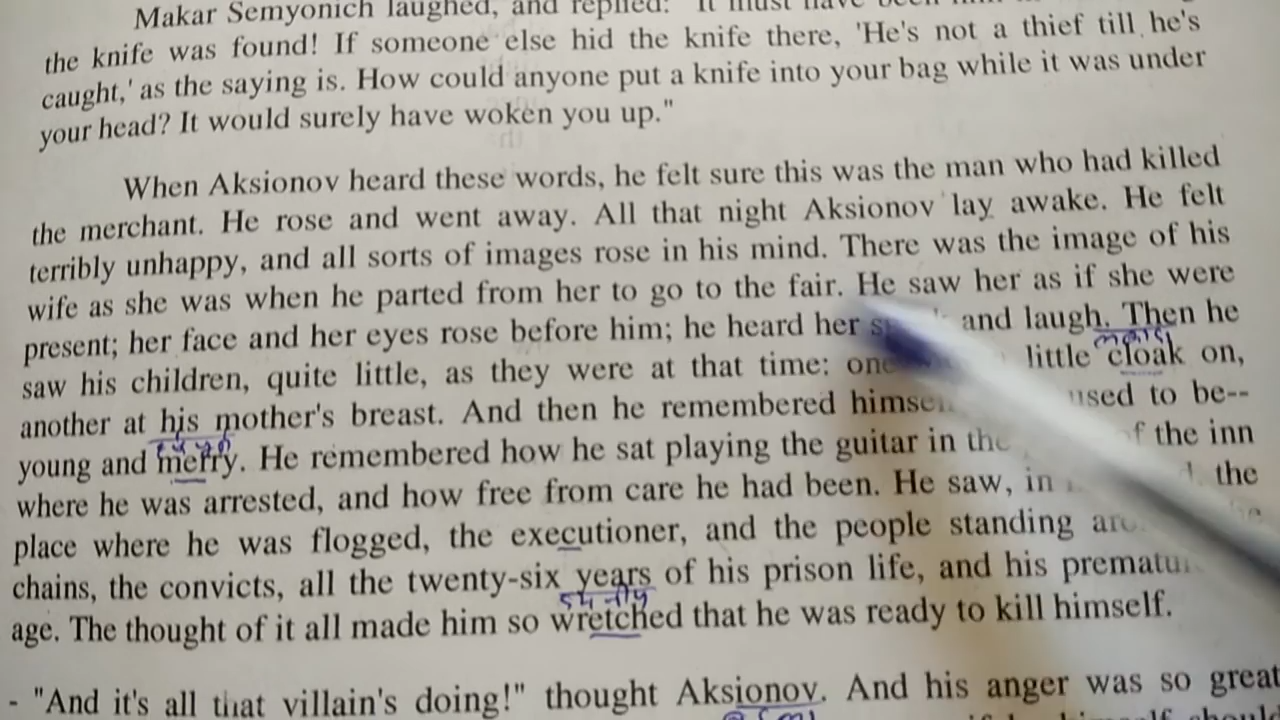 Makar Semyonich laughed, and replied: "It must have been
the knife was found! If someone else hid the knife there, 'He's not a thief till he's
caught,' as the saying is. How could anyone put a knife into your bag while it was under
your head? It would surely have woken you up."
When Aksionov heard these words, he felt sure this was the man who had killed
the merchant. He rose and went away. All that night Aksionov lay awake. He felt
terribly unhappy, and all sorts of images rose in his mind. There was the image of his
wife as she was when he parted from her to go to the fair. He saw her as if she were
present; her face and her eyes rose before him; he heard her and laugh. Then he
saw his children, quite little, as they were at that time: one little cloak on,
another at his mother's breast. And then he remembered himself used to be--
young and merry. He remembered how he sat playing the guitar in the of the inn
where he was arrested, and how free from care he had been. He saw, in the
place where he was flogged, the executioner, and the people standing
chains, the convicts, all the twenty-six years of his prison life, and his
दयनीय
age. The thought of it all made him so wretched that he was ready to kill himself.
- "And it's all that villain's doing!" thought Aksionov. And his anger was so great